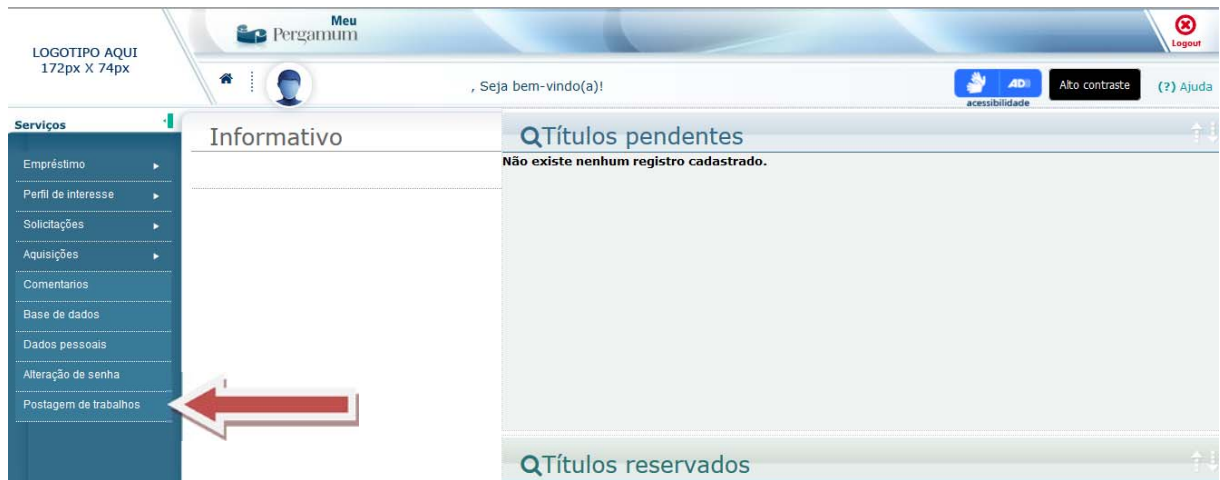 LOGOTIPO AQUI
172px X 74px
Meu
Pergamum
Logout
, Seja bem-vindo(a)!
AD
acessibilidade
Alto contraste
(?) Ajuda
Serviços
Empréstimo
Perfil de interesse
Solicitações
Aquisições
Comentarios
Base de dados
Dados pessoais
Alteração de senha
Postagem de trabalhos
Informativo
Títulos pendentes
Não existe nenhum registro cadastrado.
Títulos reservados